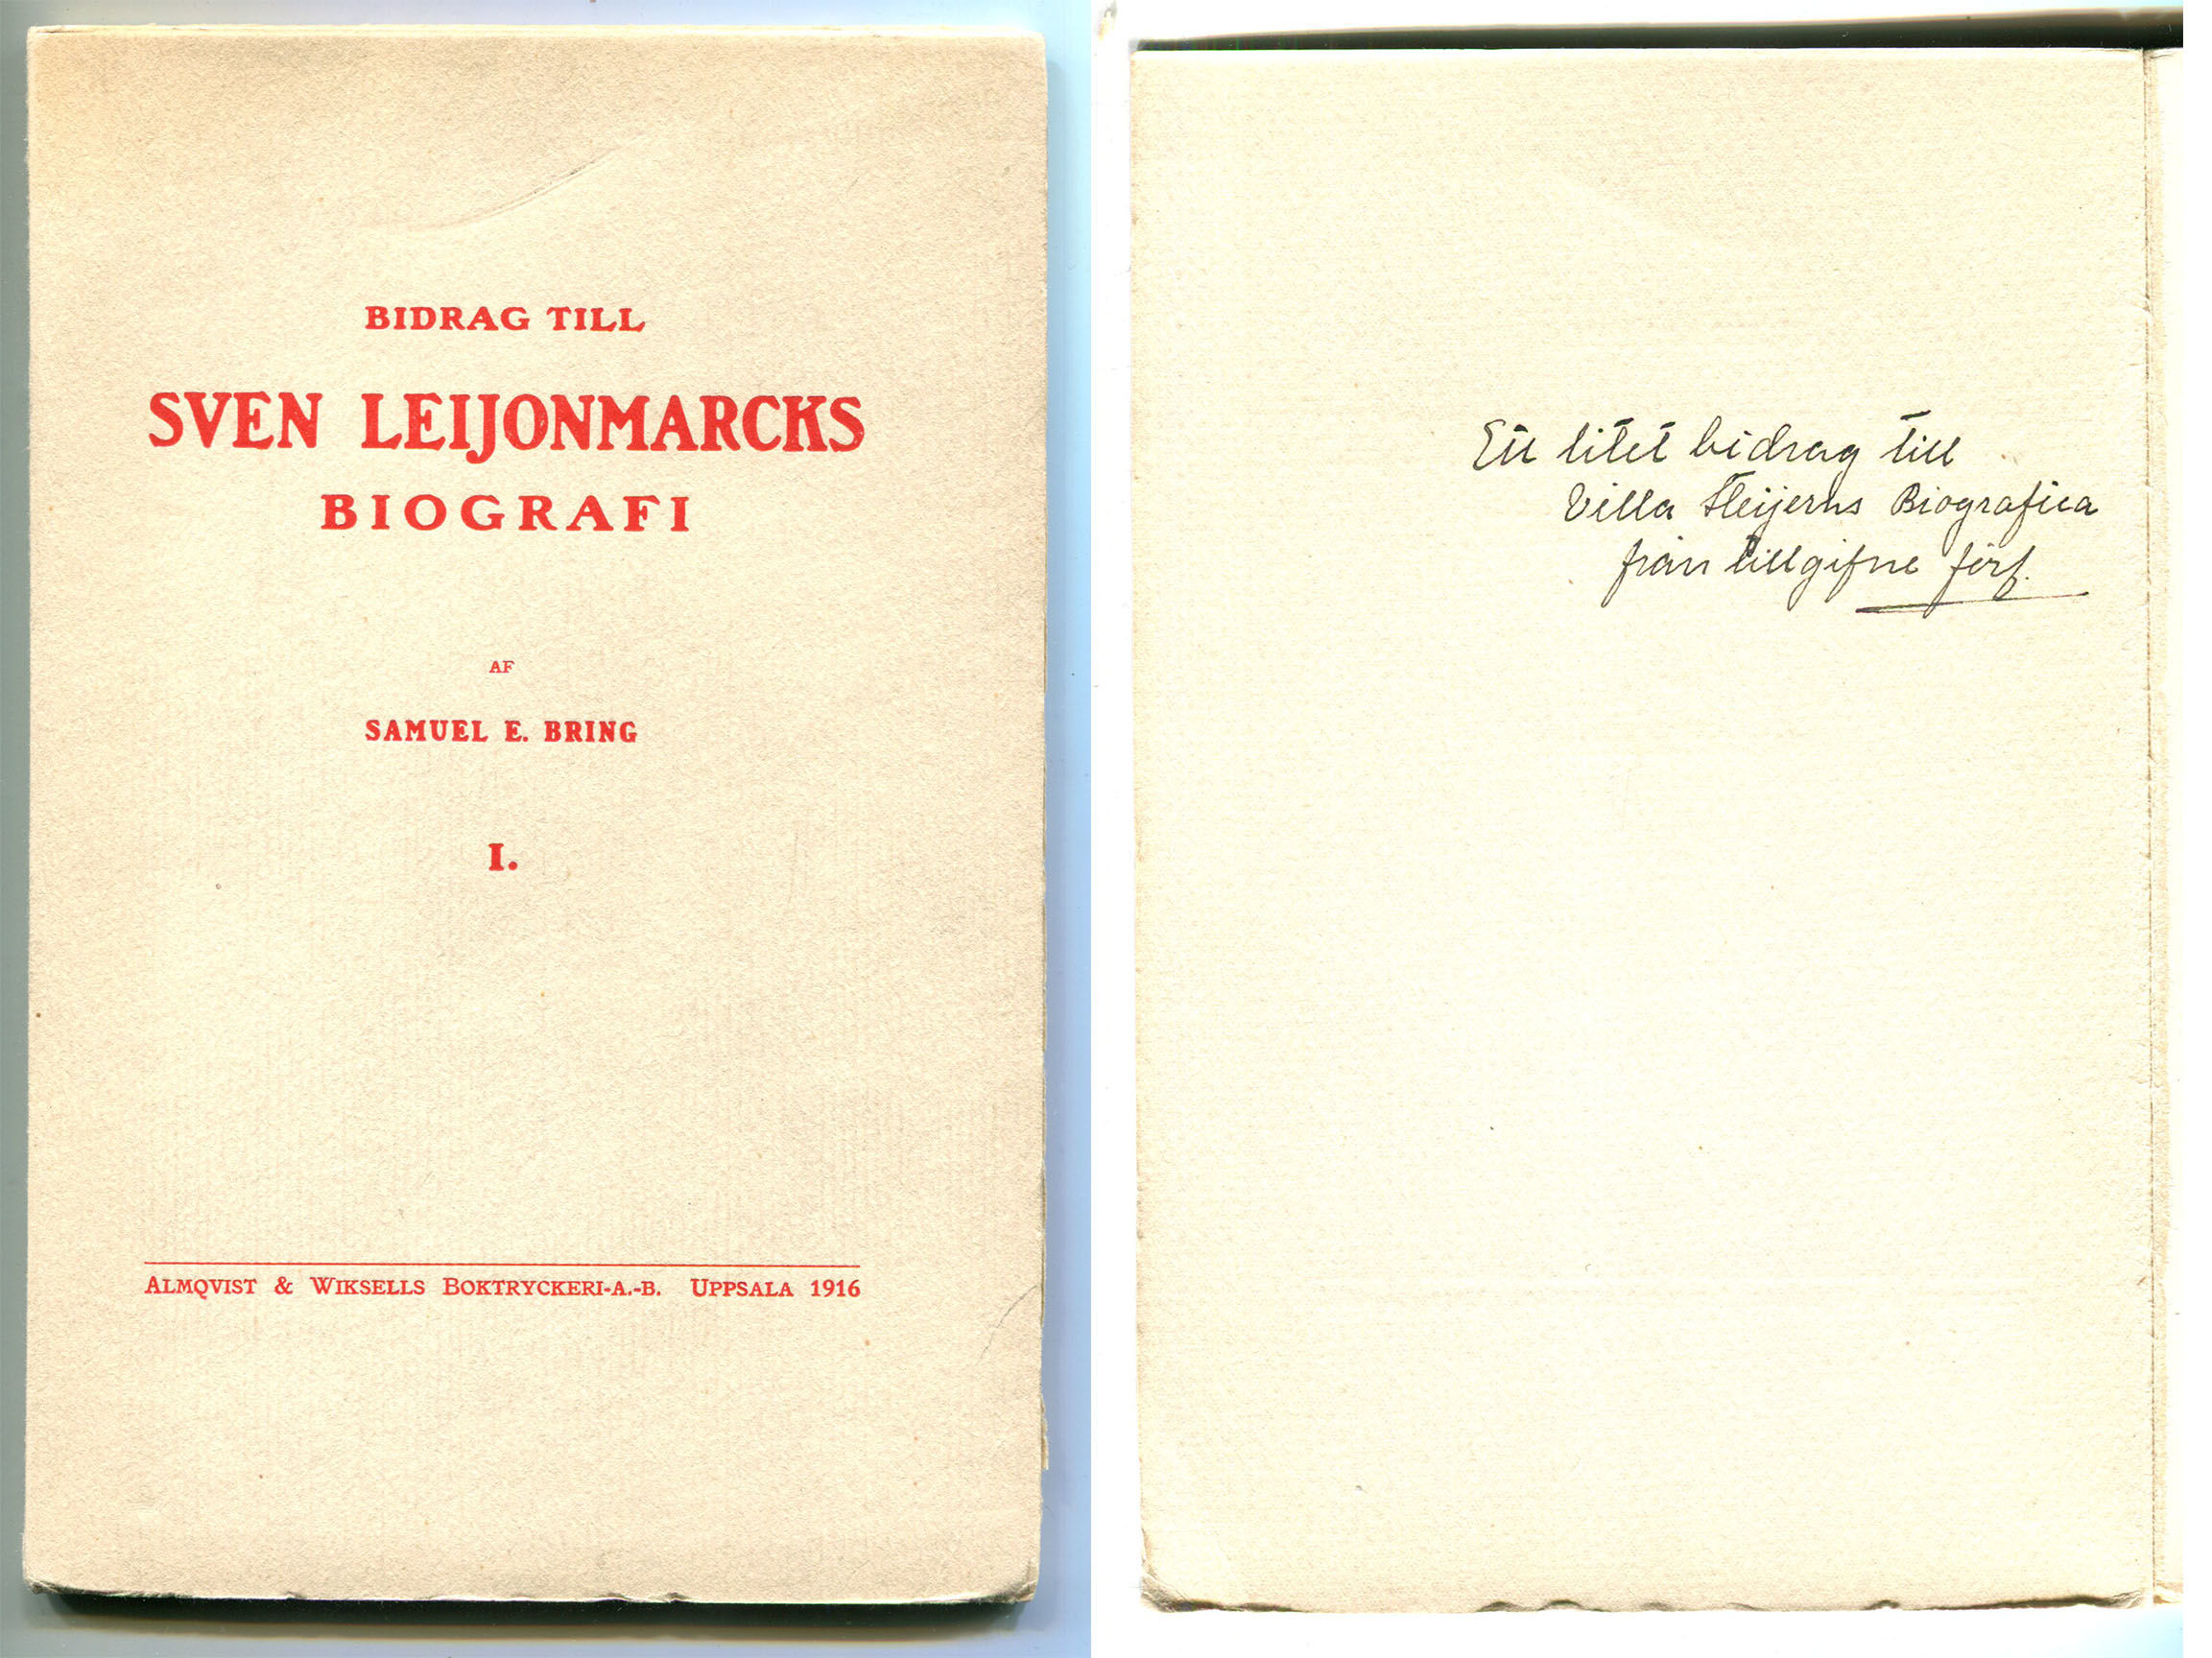 BIDRAG TILL
SVEN LEIJONMARCKS
BIOGRAFI
AF
SAMUEL E. BRING
I.
ALMQVIST & WIKSELLS BOKTRYCKERI-A.-B. UPPSALA 1916
Ett litet bidrag till
Villa Biografica
från tillgifne förf.